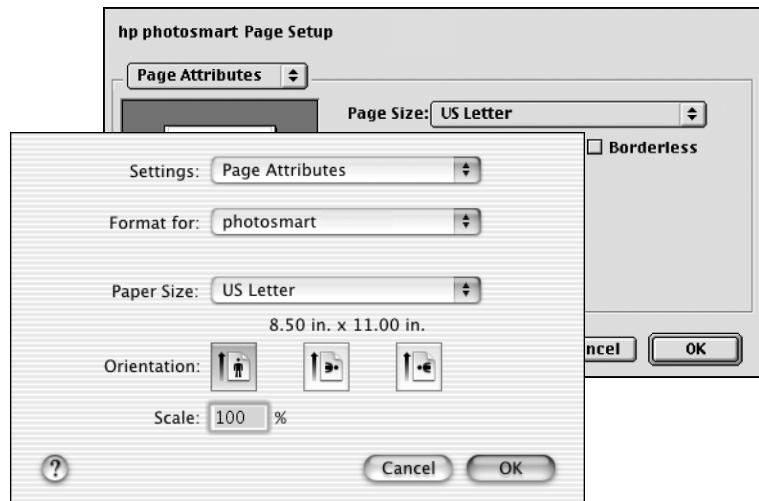 hp photosmart Page Setup
Page Attributes
Page Size: US Letter
Borderless
ncel
OK
Settings: Page Attributes
Format for: photosmart
Paper Size: US Letter
8.50 in. x 11.00 in.
Orientation:
Scale: 100 %
?
Cancel
OK